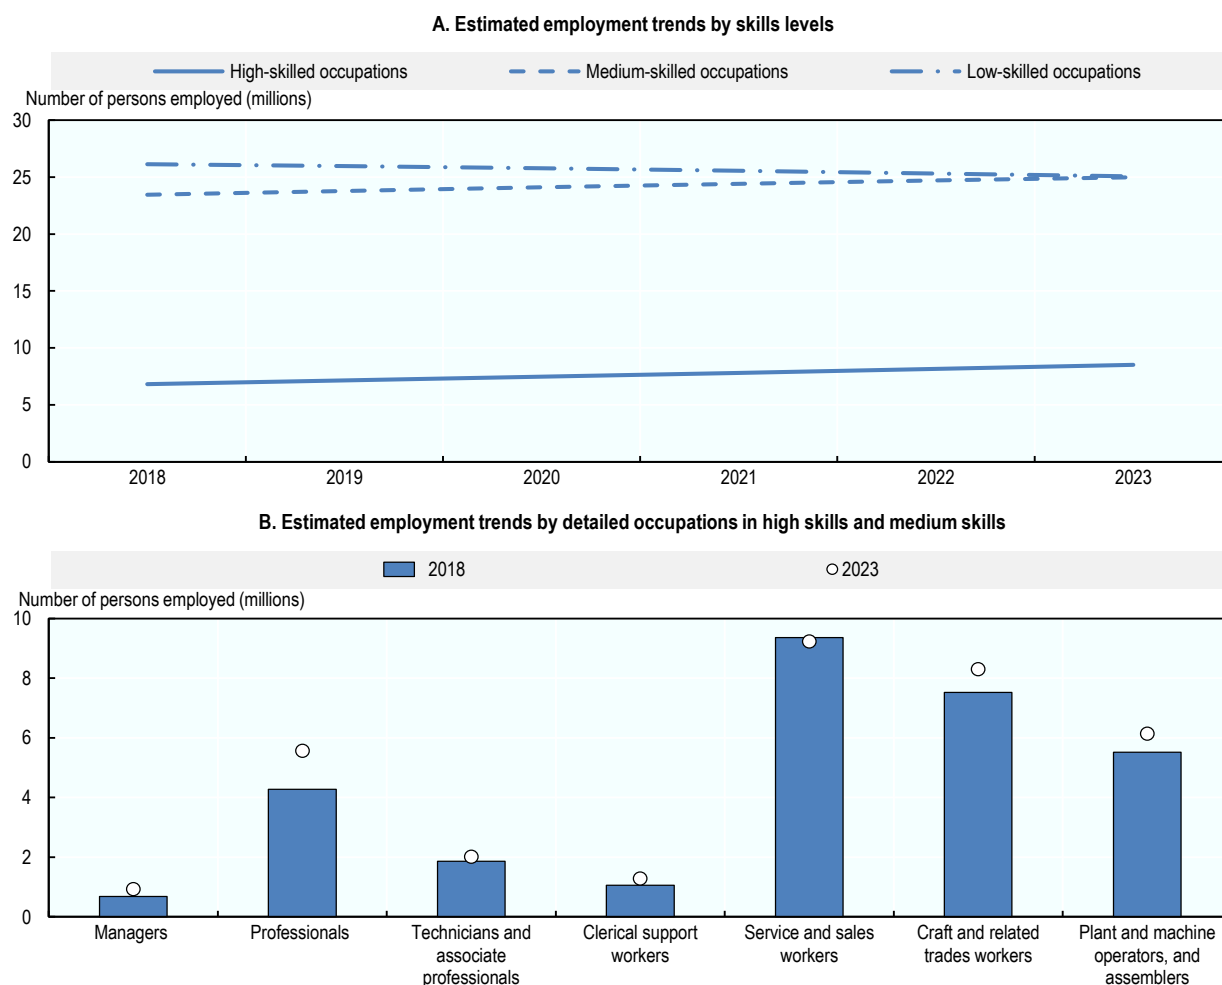 A. Estimated employment trends by skills levels
High-skilled occupations
Medium-skilled occupations
Low-skilled occupations
Number of persons employed (millions)
30
25
20
15
10
5
0
2018
2019
2020
2021
2022
2023
B. Estimated employment trends by detailed occupations in high skills and medium skills
2018
2023
Number of persons employed (millions)
10
8
6
4
2
0
Managers
Professionals
Technicians and
associate
professionals
Clerical support
workers
Service and sales
workers
Craft and related
trades workers
Plant and machine
operators, and
assemblers